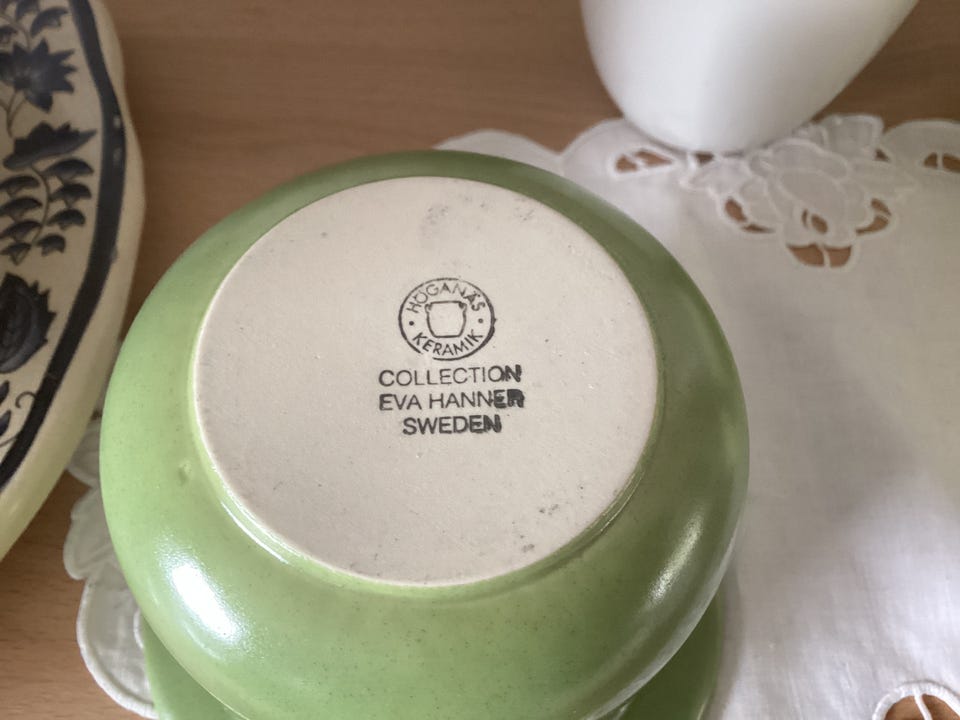 HÖGANÄS
KERAMIK
COLLECTION
EVA HANNER
SWEDEN